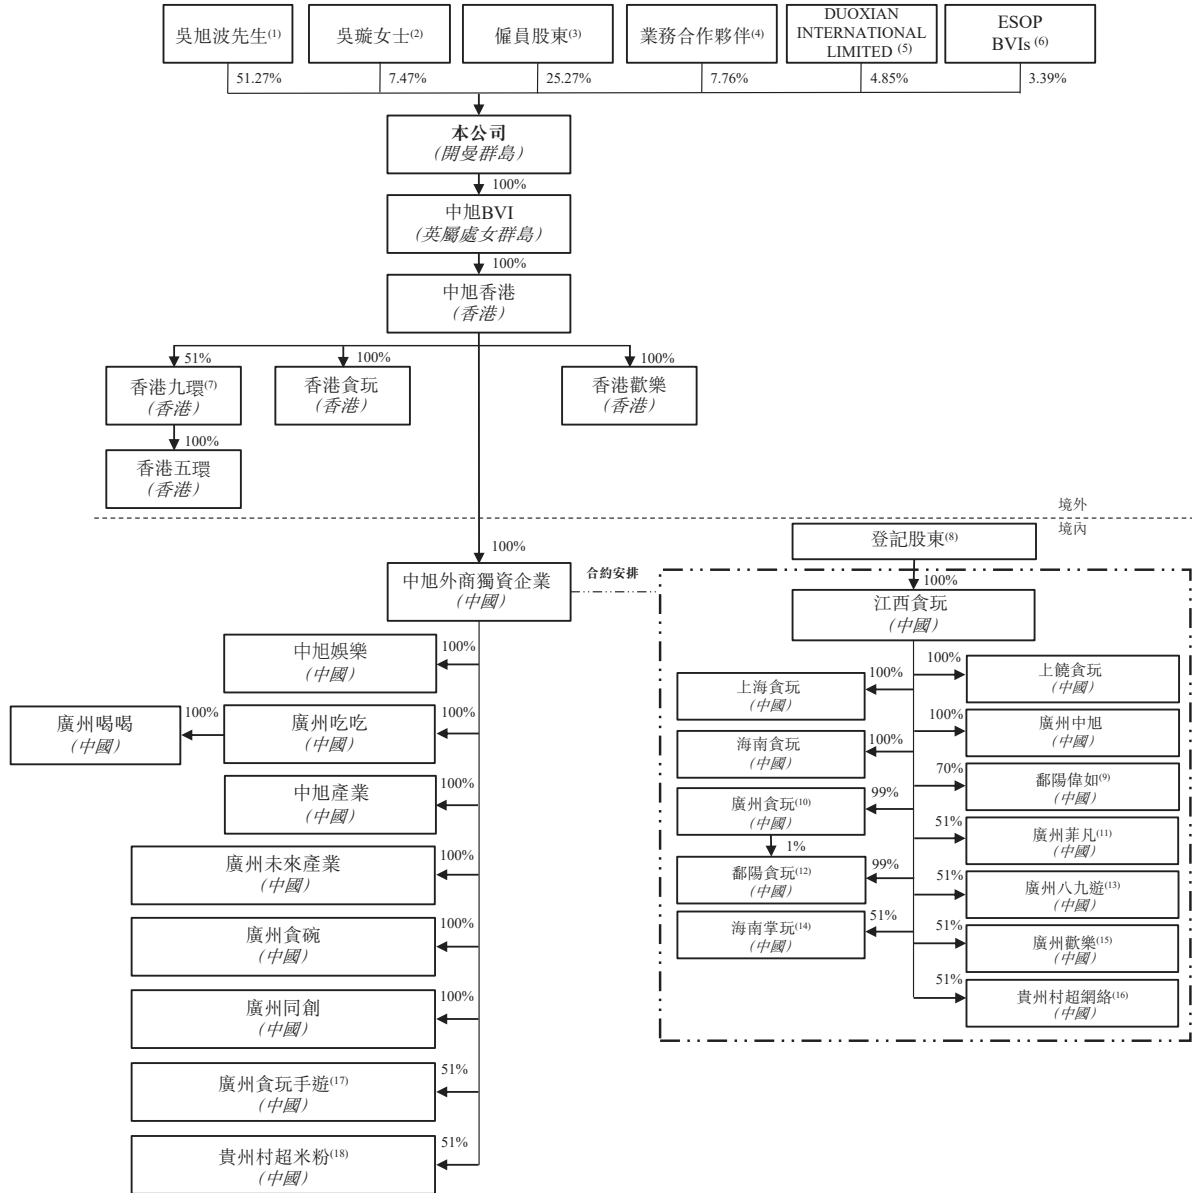 吳旭波先生(1)
吳璇女士(2)
僱員股東(3)
業務合作夥伴(4)
DUOXIAN
INTERNATIONAL
LIMITED (5)
ESOP
BVIs (6)
51.27%
7.47%
25.27%
7.76%
4.85%
3.39%
本公司
(開曼群島)
100%
中旭BVI
(英屬處女群島)
100%
中旭香港
(香港)
51%
100%
100%
香港九環(7)
(香港)
香港貪玩
(香港)
香港歡樂
(香港)
100%
香港五環
(香港)
境外
境內
100%
登記股東(8)
中旭外商獨資企業
(中國)
合約安排
100%
江西貪玩
(中國)
中旭娛樂
(中國)
100%
廣州喝喝
(中國)
100%
廣州吃吃
(中國)
100%
中旭產業
(中國)
100%
廣州未來產業
(中國)
100%
廣州貪碗
(中國)
100%
廣州同創
(中國)
100%
廣州貪玩手遊(17)
(中國)
51%
貴州村超米粉(18)
(中國)
51%
上海貪玩
(中國)
100%
100%
上饒貪玩
(中國)
海南貪玩
(中國)
100%
100%
廣州中旭
(中國)
廣州貪玩(10)
(中國)
99%
70%
鄱陽偉如(9)
(中國)
1%
51%
廣州菲凡(11)
(中國)
鄱陽貪玩(12)
(中國)
99%
51%
廣州八九遊(13)
(中國)
海南掌玩(14)
(中國)
51%
51%
廣州歡樂(15)
(中國)
51%
貴州村超網絡(16)
(中國)